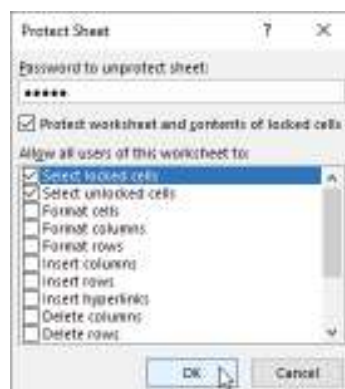 Protect Sheet ? ×
Password to unprotect sheet:
•••••
Protect worksheet and contents of locked cells
Allow all users of this worksheet to:
Select locked cells
Select unlocked cells
Format cells
Format columns
Format rows
Insert columns
Insert rows
Insert hyperlinks
Delete columns
Delete rows
OK Cancel